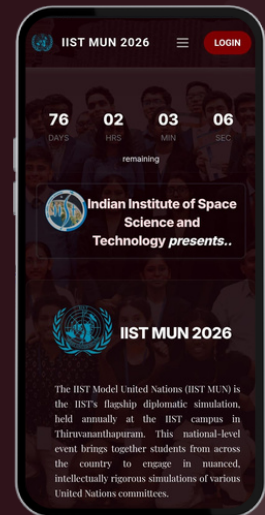 IIST MUN 2026
LOGIN
76 02 03 06
DAYS HRS MIN SEC
remaining
Indian Institute of Space
Science and
Technology presents..
IIST MUN 2026
The IIST Model United Nations (IIST MUN) is
the IIST's flagship diplomatic simulation,
held annually at the IIST campus in
Thiruvananthapuram. This national-level
event brings together students from across
the country to engage in nuanced,
intellectually rigorous simulations of various
United Nations committees.